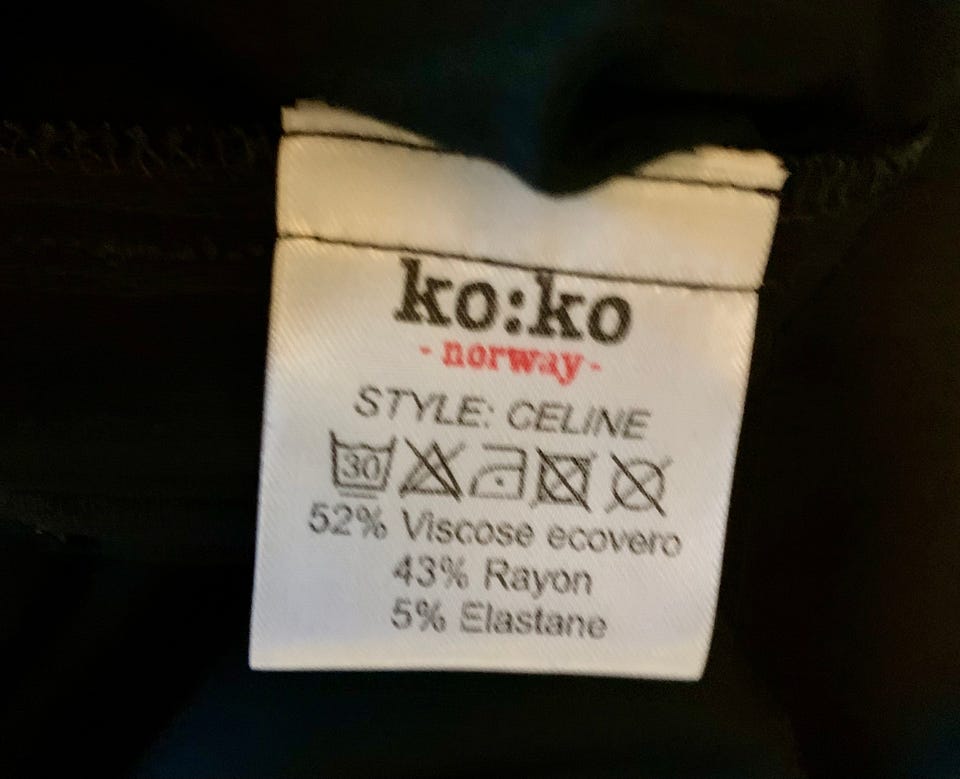 ko:ko
- norway -
STYLE: CELINE
30
52% Viscose ecovero
43% Rayon
5% Elastane